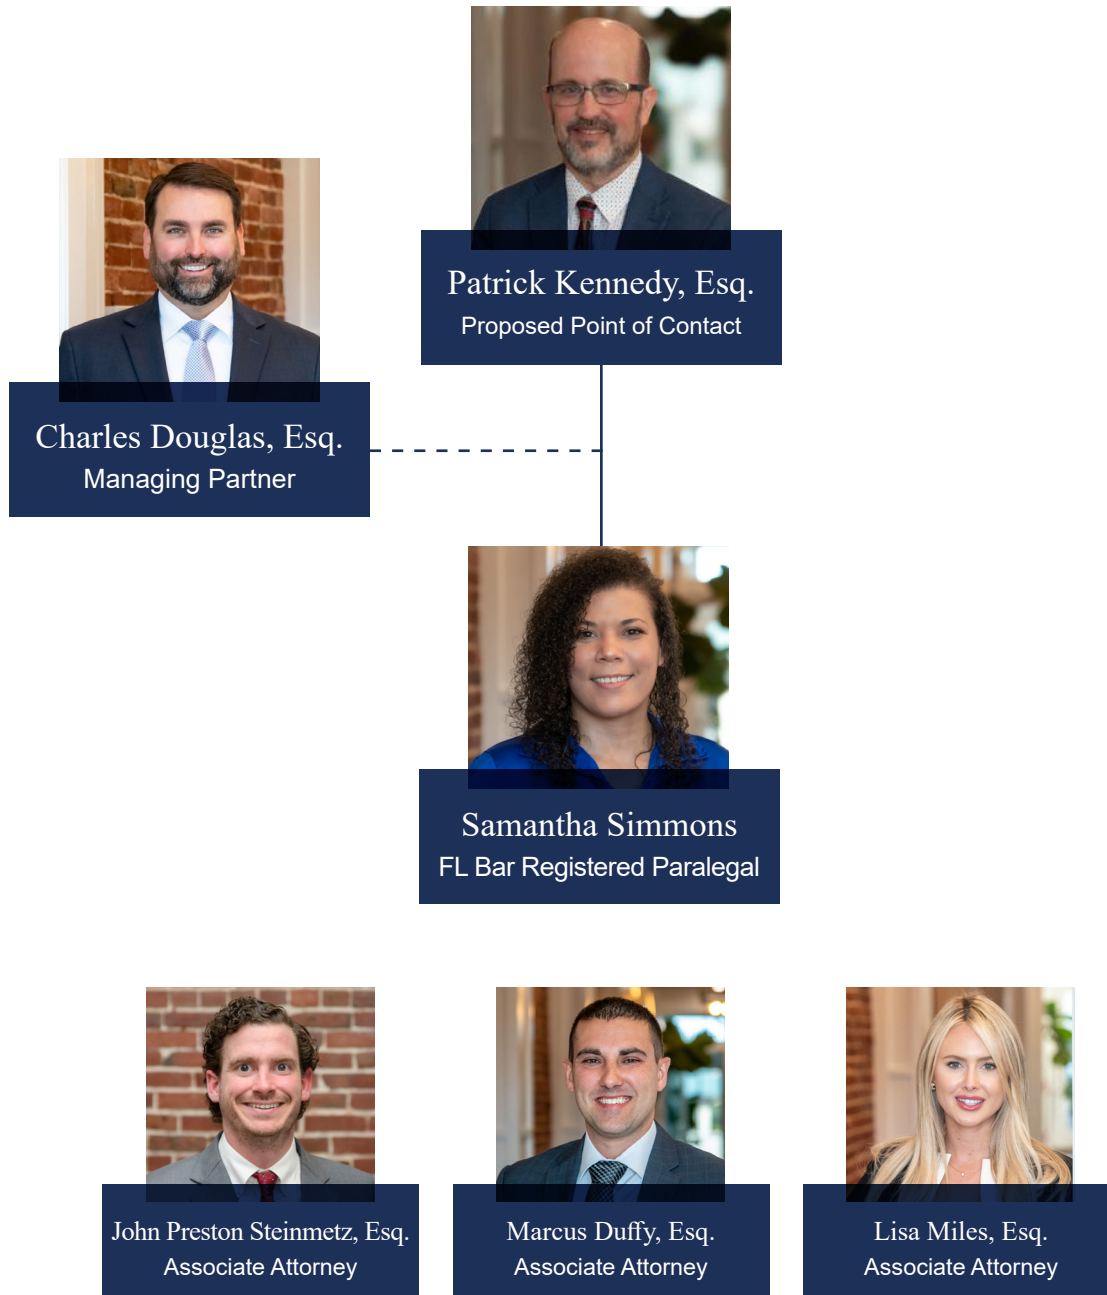 Patrick Kennedy, Esq.
Proposed Point of Contact
Charles Douglas, Esq.
Managing Partner
Samantha Simmons
FL Bar Registered Paralegal
John Preston Steinmetz, Esq.
Associate Attorney
Marcus Duffy, Esq.
Associate Attorney
Lisa Miles, Esq.
Associate Attorney